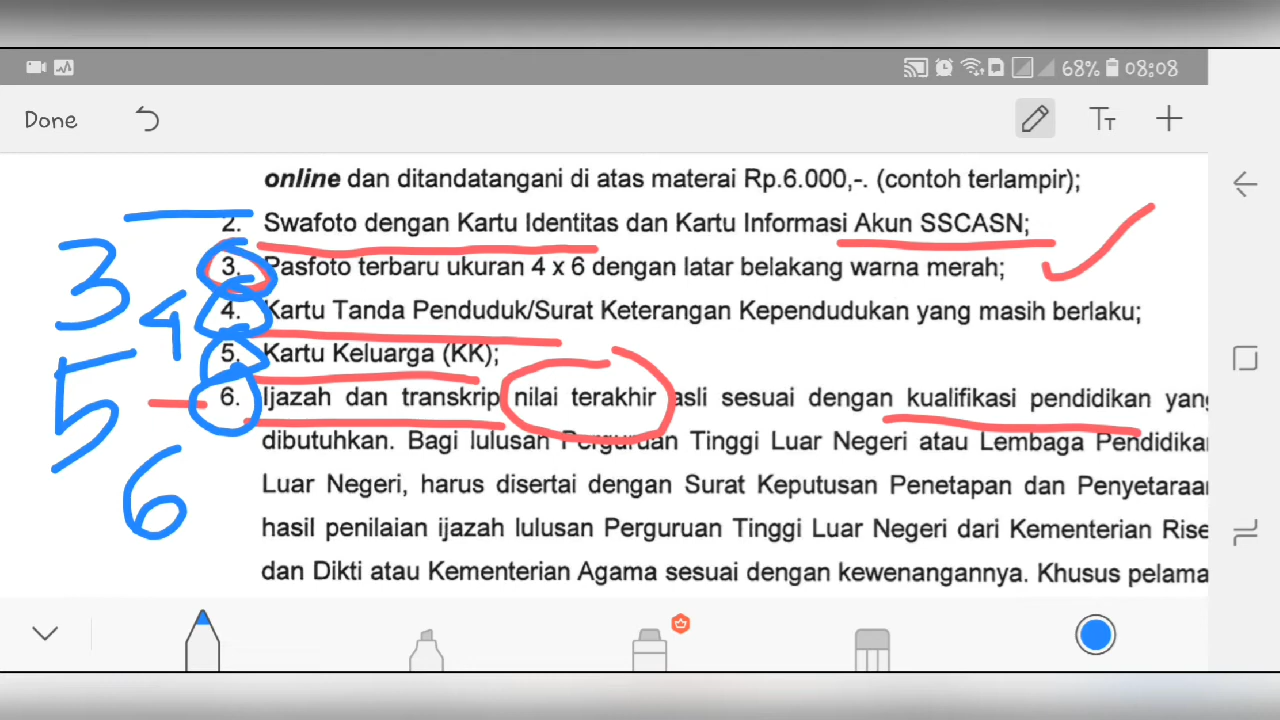 68% 08:08
Done TT
online dan ditandatangani di atas materai Rp.6.000,-. (contoh terlampir);
2. Swafoto dengan Kartu Identitas dan Kartu Informasi Akun SSCASN;
3 3. Pasfoto terbaru ukuran 4 x 6 dengan latar belakang warna merah;
4 4. Kartu Tanda Penduduk/Surat Keterangan Kependudukan yang masih berlaku;
5 5. Kartu Keluarga (KK);
6. Ijazah dan transkrip nilai terakhir asli sesuai dengan kualifikasi pendidikan yang
dibutuhkan. Bagi lulusan Perguruan Tinggi Luar Negeri atau Lembaga Pendidika
6 Luar Negeri, harus disertai dengan Surat Keputusan Penetapan dan Penyetaraa
hasil penilaian ijazah lulusan Perguruan Tinggi Luar Negeri dari Kementerian Rise
dan Dikti atau Kementerian Agama sesuai dengan kewenangannya. Khusus pelama